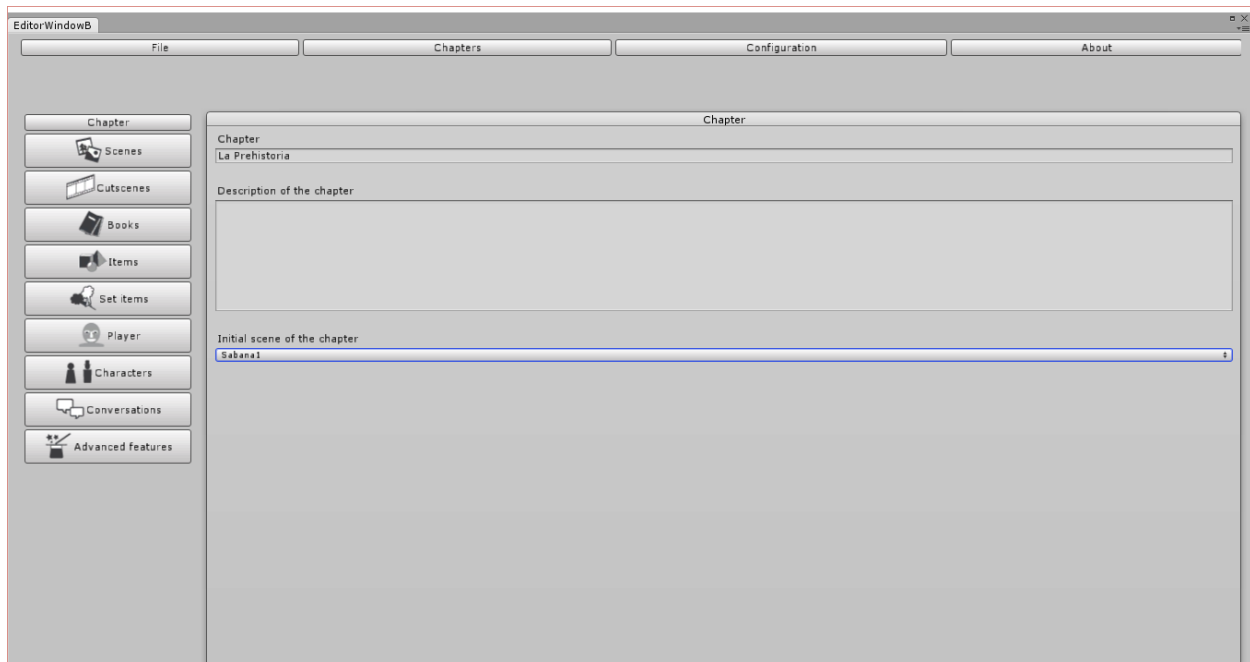 EditorWindowB
File
Chapters
Configuration
About
Chapter
Scenes
Cutscenes
Books
Items
Set items
Player
Characters
Conversations
Advanced features
Chapter
Chapter
La Prehistoria
Description of the chapter
Initial scene of the chapter
Sabana1